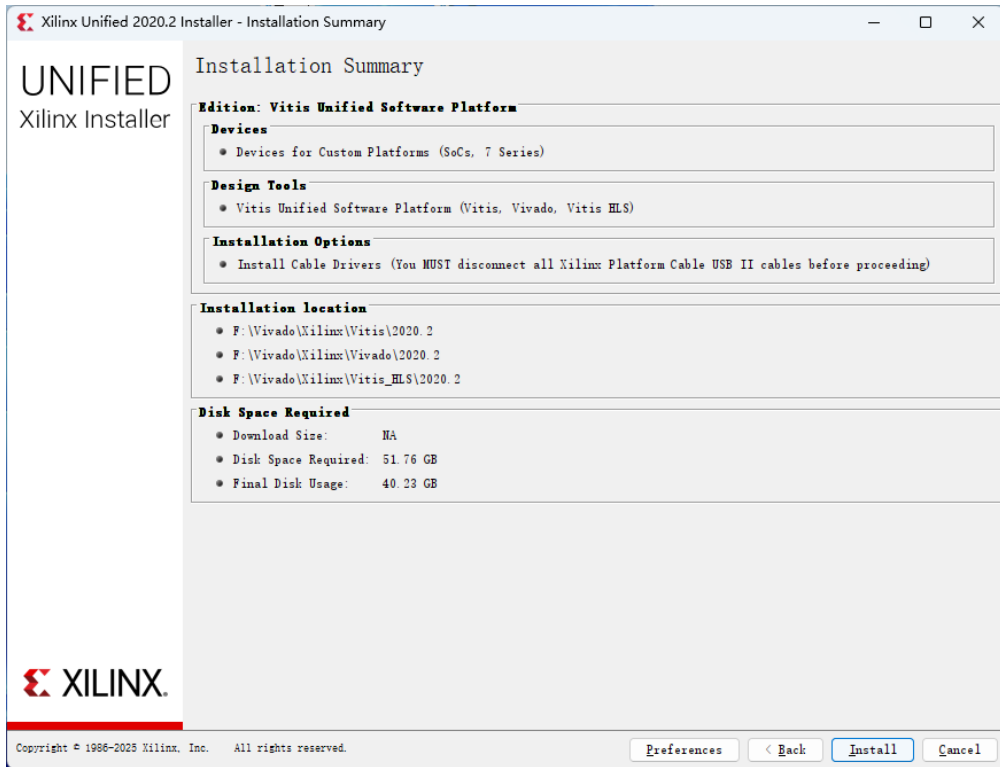 Xilinx Unified 2020.2 Installer - Installation Summary
UNIFIED
Xilinx Installer
Installation Summary
Edition: Vitis Unified Software Platform
Devices
Devices for Custom Platforms (SoCs, 7 Series)
Design Tools
Vitis Unified Software Platform (Vitis, Vivado, Vitis HLS)
Installation Options
Install Cable Drivers (You MUST disconnect all Xilinx Platform Cable USB II cables before proceeding)
Installation location
F:\Vivado\Xilinx\Vitis\2020.2
F:\Vivado\Xilinx\Vivado\2020.2
F:\Vivado\Xilinx\Vitis_HLS\2020.2
Disk Space Required
Download Size: NA
Disk Space Required: 51.76 GB
Final Disk Usage: 40.23 GB
XILINX.
Copyright © 1986-2025 Xilinx, Inc. All rights reserved.
Preferences < Back Install Cancel